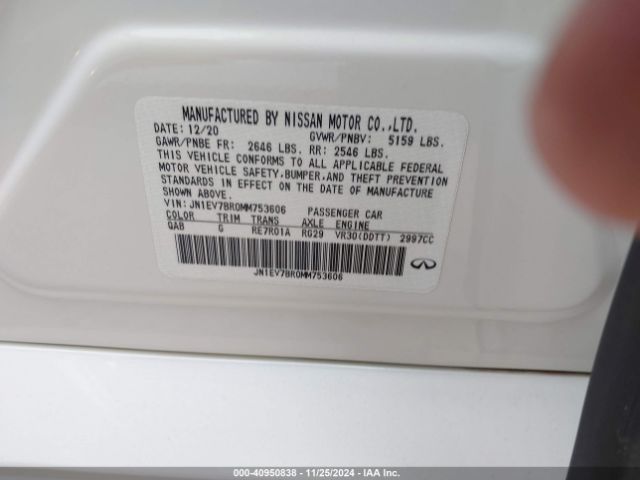 MANUFACTURED BY NISSAN MOTOR CO.,LTD.
DATE: 12/20 GVWR/PNBV: 5159 LBS.
GAWR/PNBE FR: 2646 LBS. RR: 2546 LBS.
THIS VEHICLE CONFORMS TO ALL APPLICABLE FEDERAL
MOTOR VEHICLE SAFETY,BUMPER,AND THEFT PREVENTION
STANDARDS IN EFFECT ON THE DATE OF MANUFACTURE
SHOWN ABOVE.
VIN:JN1EV7BR0MM753606 PASSENGER CAR
COLOR TRIM TRANS AXLE ENGINE
QAB G RE7R01A RG29 VR30(DDTT) 2997CC
JN1EV7BR0MM753606
000-40950838 - 11/25/2024 - IAA Inc.